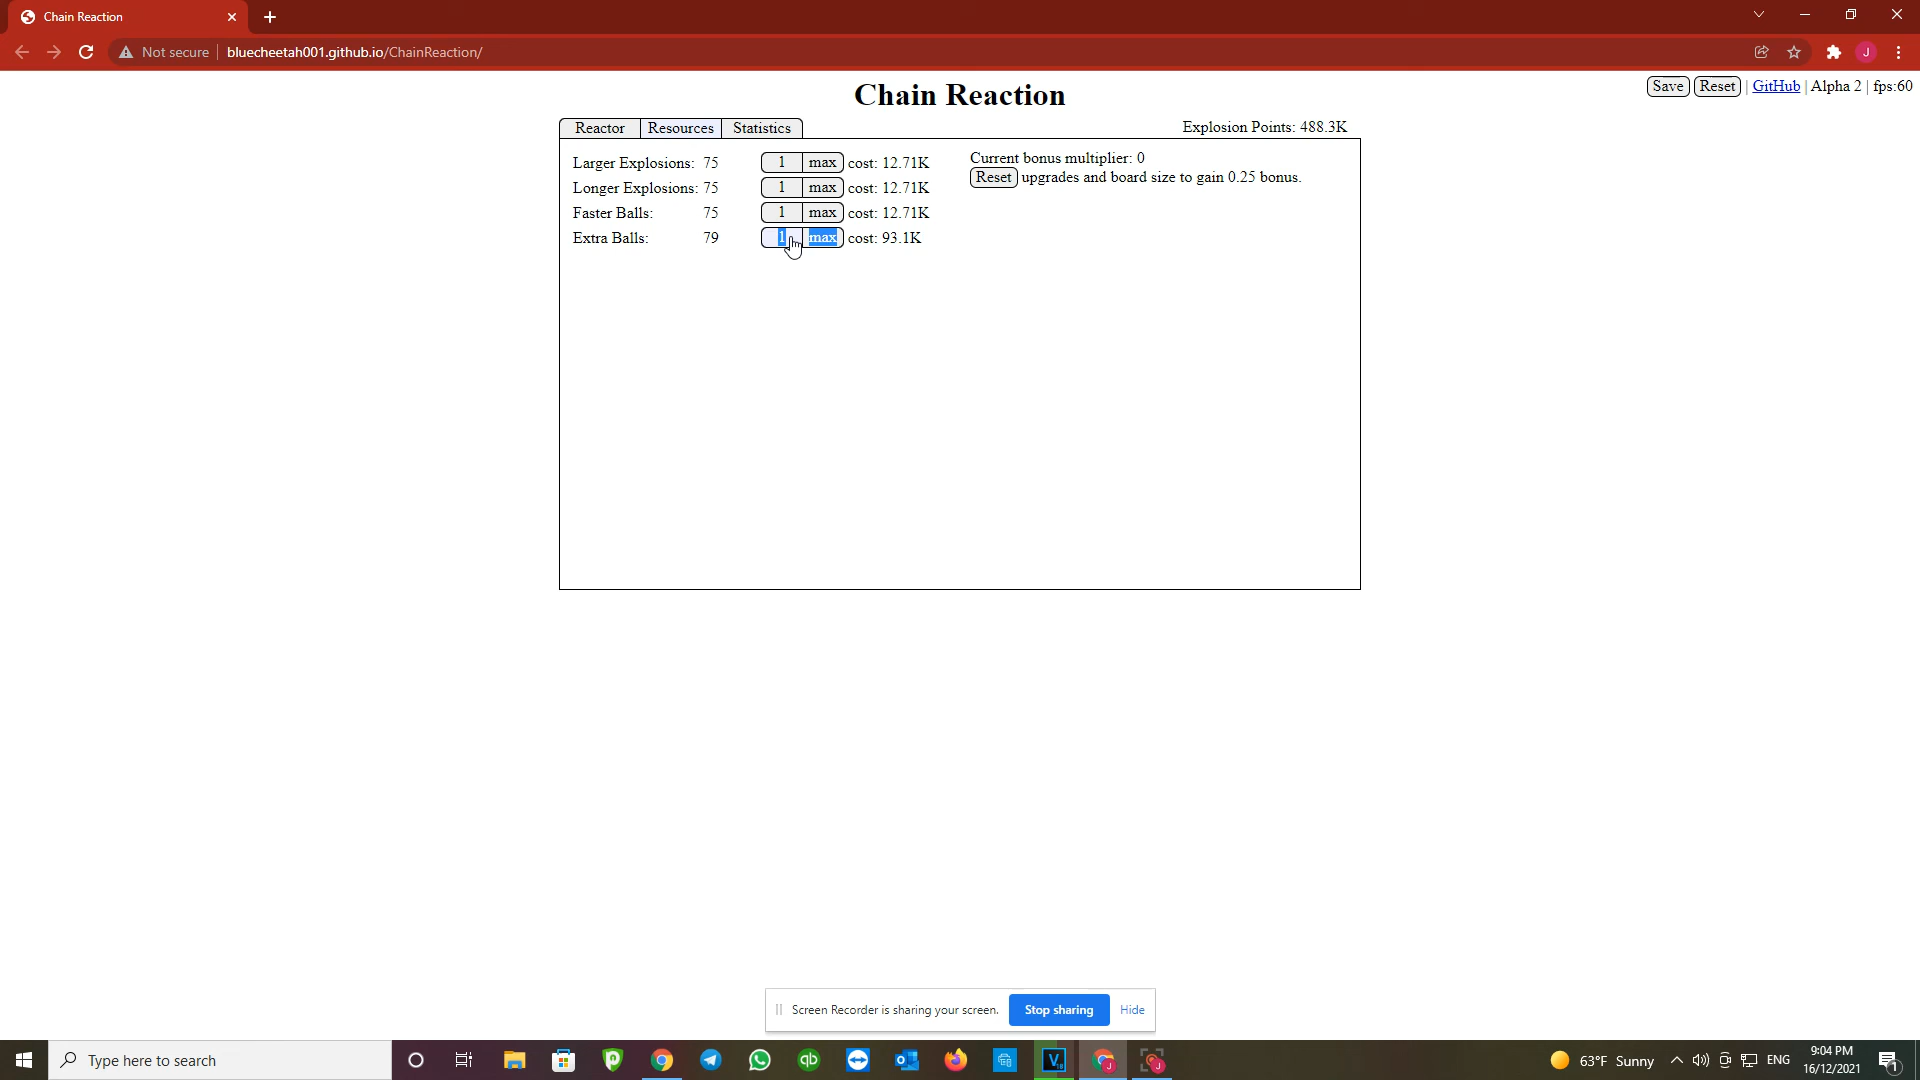 Chain Reaction
Not secure bluecheetah001.github.io/ChainReaction/
J
Chain Reaction
Save Reset | GitHub | Alpha 2 | fps:60
Reactor Resources Statistics Explosion Points: 488.3K
Larger Explosions: 75 1 max cost: 12.71K
Longer Explosions: 75 1 max cost: 12.71K
Faster Balls: 75 1 max cost: 12.71K
Extra Balls: 79 1 max cost: 93.1K
Current bonus multiplier: 0
Reset upgrades and board size to gain 0.25 bonus.
Screen Recorder is sharing your screen. Stop sharing Hide
Type here to search
63°F Sunny ENG
9:04 PM
16/12/2021
1